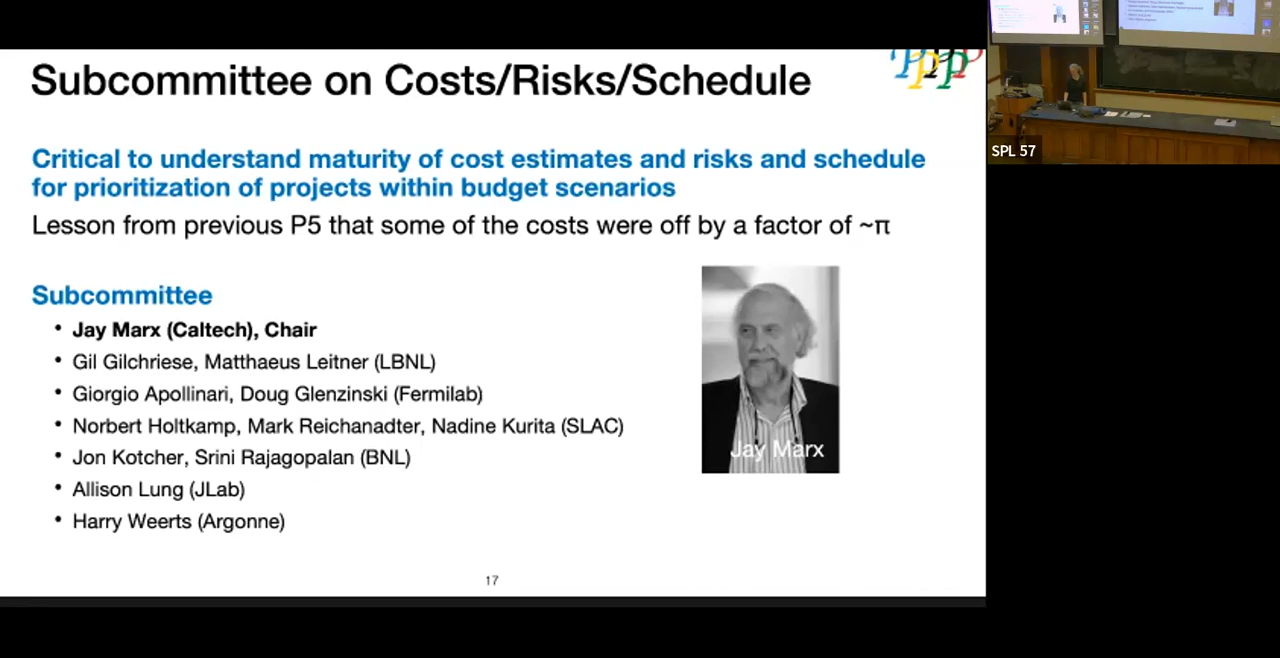 Subcommittee on Costs/Risks/Schedule
Critical to understand maturity of cost estimates and risks and schedule
for prioritization of projects within budget scenarios
Lesson from previous P5 that some of the costs were off by a factor of ~π
Subcommittee
• Jay Marx (Caltech), Chair
• Gil Gilchriese, Matthaeus Leitner (LBNL)
• Giorgio Apollinari, Doug Glenzinski (Fermilab)
• Norbert Holtkamp, Mark Reichanadter, Nadine Kurita (SLAC)
• Jon Kotcher, Srini Rajagopalan (BNL)
• Allison Lung (JLab)
• Harry Weerts (Argonne)
Jay Marx
17
PPPPP
SPL 57